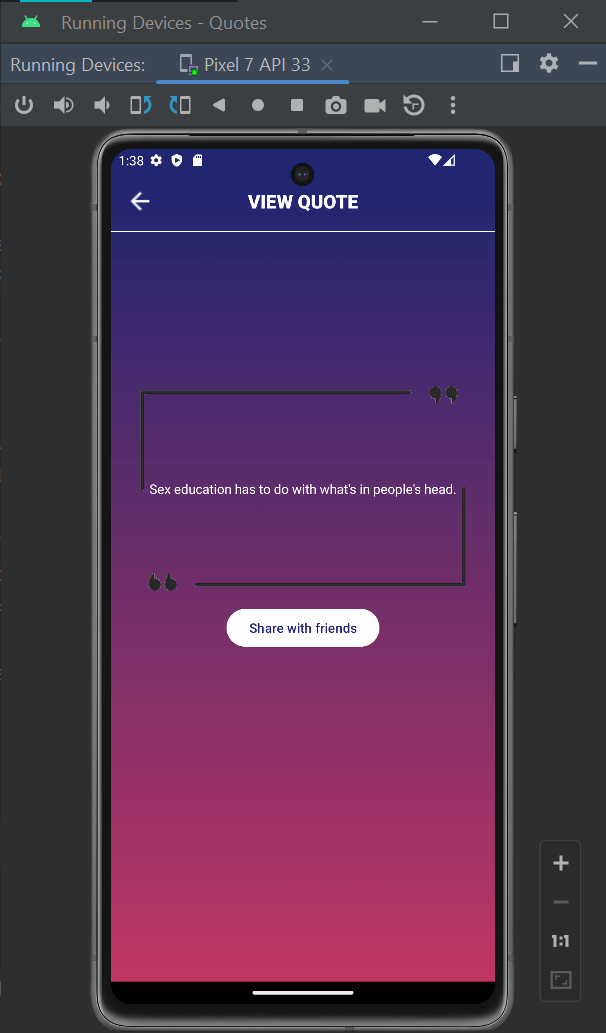 Running Devices - Quotes
Running Devices:
Pixel 7 API 33
1:38
VIEW QUOTE
Sex education has to do with what's in people's head.
Share with friends
1:1